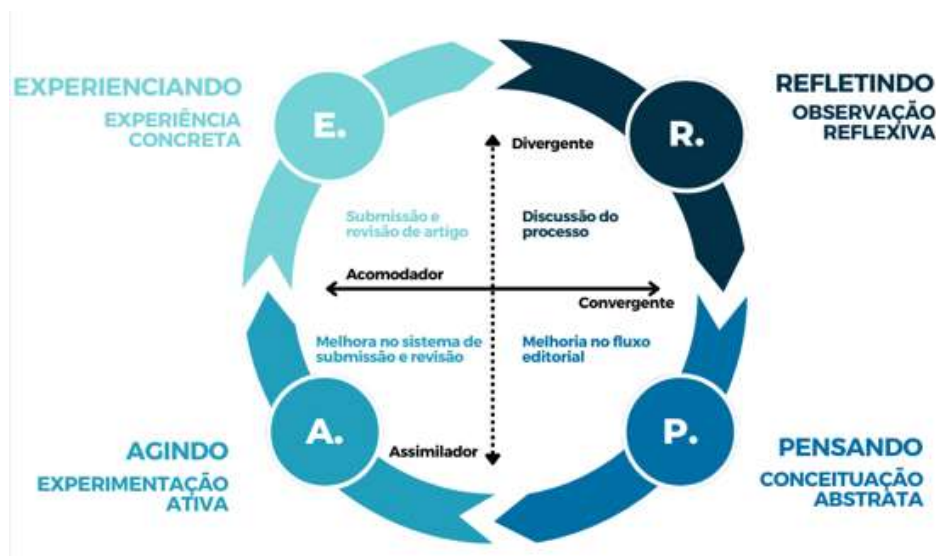 EXPERIENCIANDO
EXPERIÊNCIA
CONCRETA
E.
R.
REFLETINDO
OBSERVAÇÃO
REFLEXIVA
Divergente
Submissão e
revisão de artigo
Discussão do
processo
Acomodador
Convergente
Melhora no sistema de
submissão e revisão
Melhoria no fluxo
editorial
A.
P.
Assimilador
AGINDO
EXPERIMENTAÇÃO
ATIVA
PENSANDO
CONCEITUAÇÃO
ABSTRATA